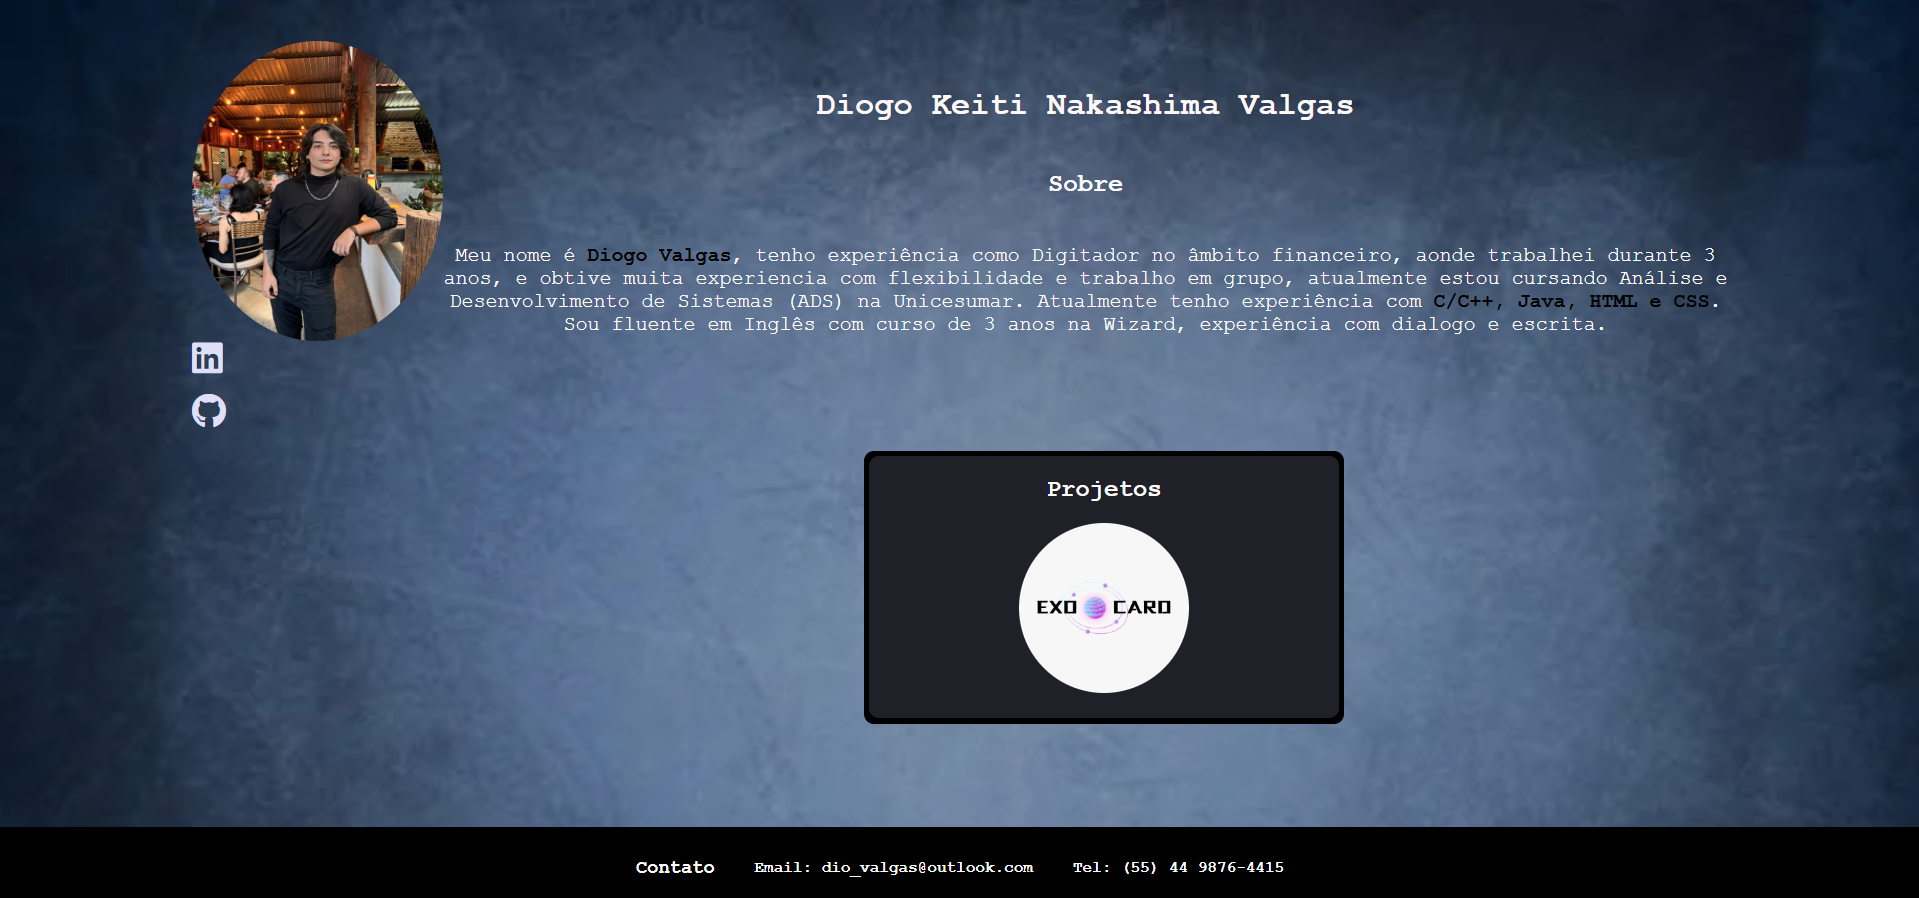 Diogo Keiti Nakashima Valgas
Sobre
Meu nome é Diogo Valgas, tenho experiência como Digitador no âmbito financeiro, aonde trabalhei durante 3
anos, e obtive muita experiencia com flexibilidade e trabalho em grupo, atualmente estou cursando Análise e
Desenvolvimento de Sistemas (ADS) na Unicesumar. Atualmente tenho experiência com C/C++, Java, HTML e CSS.
Sou fluente em Inglês com curso de 3 anos na Wizard, experiência com dialogo e escrita.
in
Projetos
EXO CARD
Contato Email: dio_valgas@outlook.com Tel: (55) 44 9876-4415